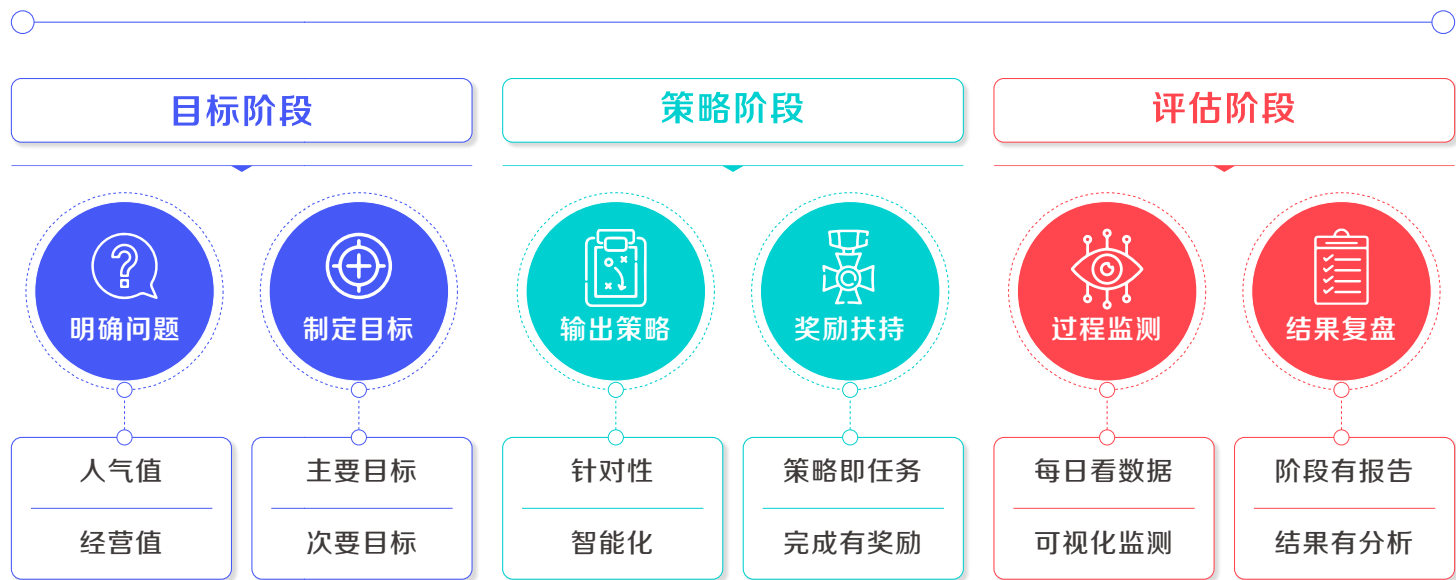 目标阶段
策略阶段
评估阶段
明确问题
制定目标
输出策略
奖励扶持
过程监测
结果复盘
人气值
主要目标
针对性
策略即任务
每日看数据
阶段有报告
经营值
次要目标
智能化
完成有奖励
可视化监测
结果有分析